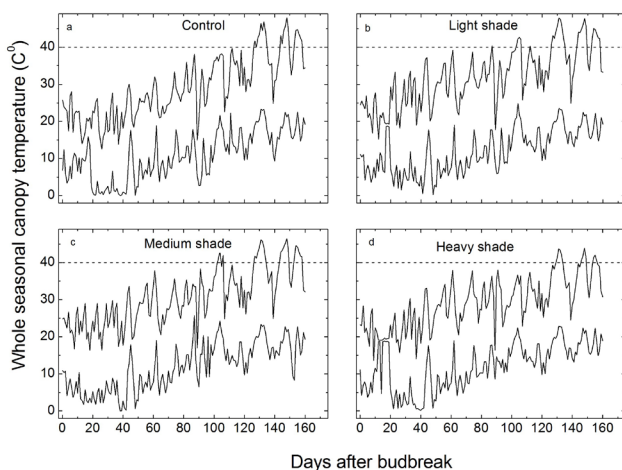 a
Control
b
Light shade
40
30
20
10
0
c
Medium shade
d
Heavy shade
40
30
20
10
0
0 20 40 60 80 100 120 140 160
0 20 40 60 80 100 120 140 160
Whole seasonal canopy temperature (C⁰)
Days after budbreak